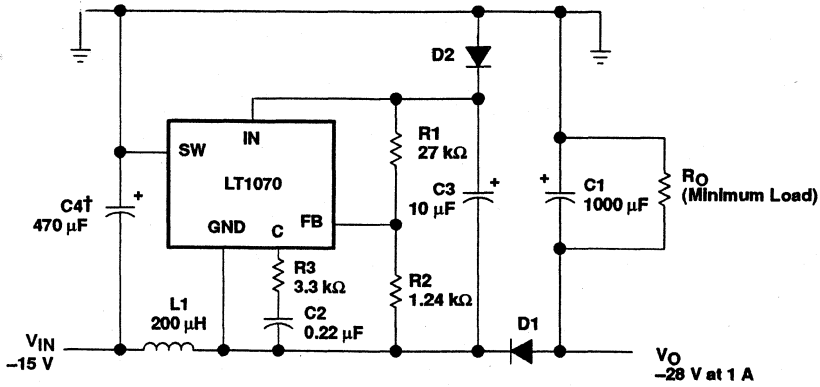 D2
IN
SW
R1
27 kΩ
LT1070
C4†
470 μF
+
C3
10 μF
+
+
C1
1000 μF
RO
(Minimum Load)
GND
C
FB
R3
3.3 kΩ
R2
1.24 kΩ
L1
200 μH
C2
0.22 μF
D1
VIN
–15 V
VO
–28 V at 1 A